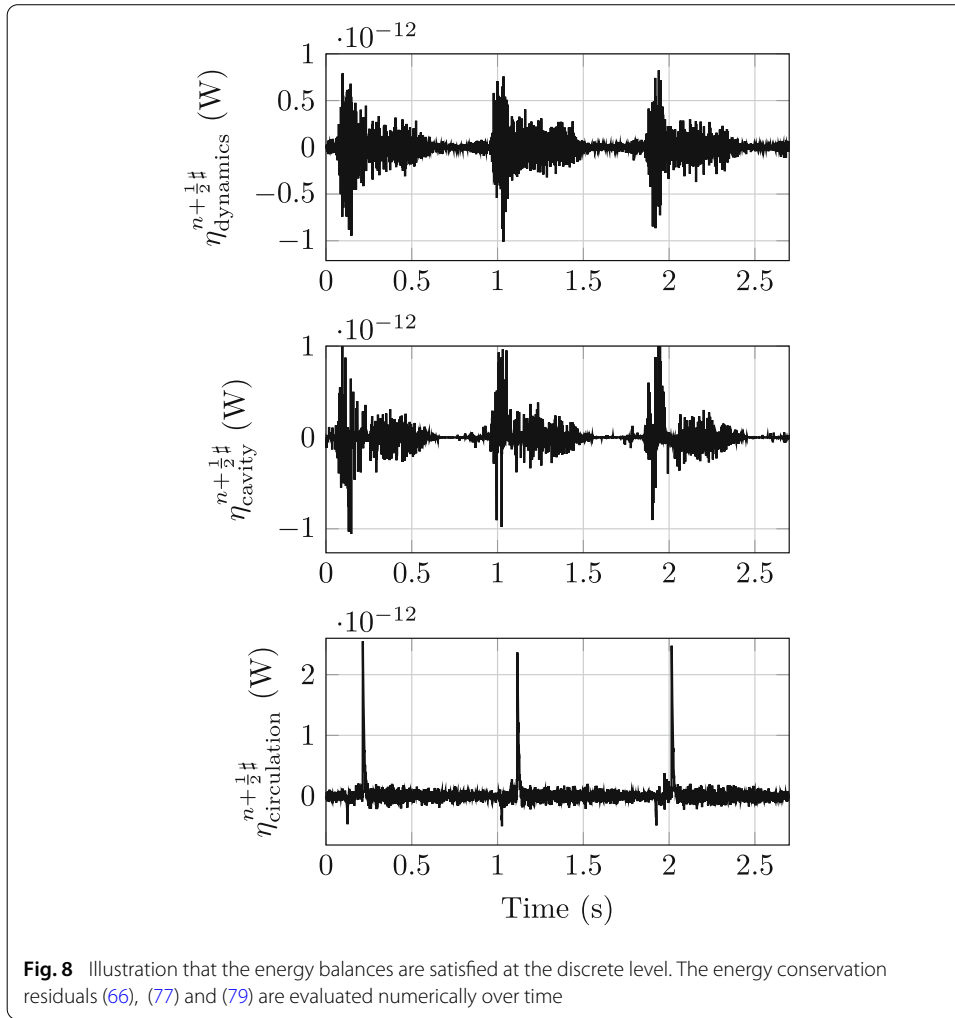 ·10⁻¹²
1
0.5
0
−0.5
−1
η_dynamics^{n+½♯} (W)
0 0.5 1 1.5 2 2.5
·10⁻¹²
1
0
−1
η_cavity^{n+½♯} (W)
0 0.5 1 1.5 2 2.5
·10⁻¹²
2
1
0
η_circulation^{n+½♯} (W)
0 0.5 1 1.5 2 2.5
Time (s)
Fig. 8 Illustration that the energy balances are satisfied at the discrete level. The energy conservation
residuals (66), (77) and (79) are evaluated numerically over time